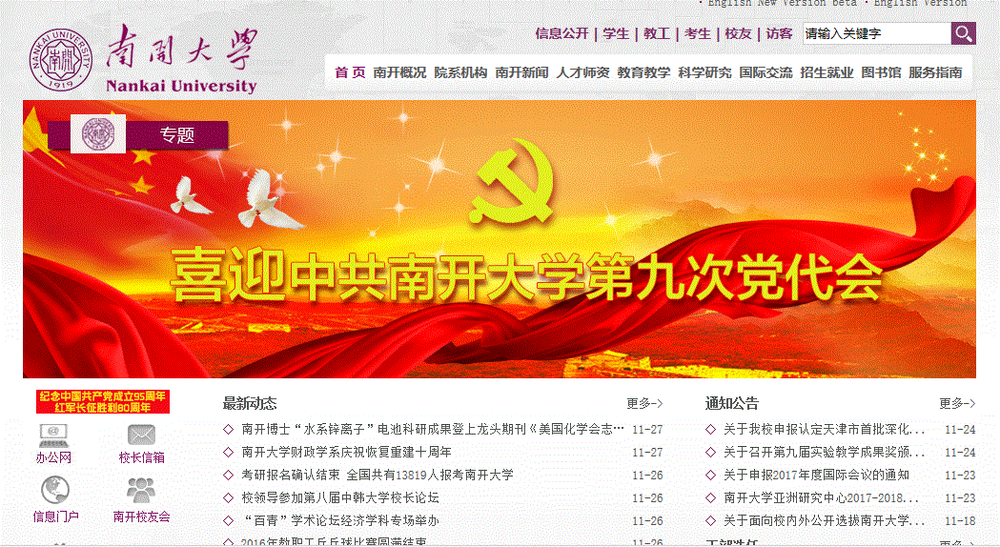 · English New Version beta · English Version
南開大學
Nankai University
NANKAI UNIVERSITY
南開
1919
信息公开 | 学生 | 教工 | 考生 | 校友 | 访客
请输入关键字
首页 南开概况 院系机构 南开新闻 人才师资 教育教学 科学研究 国际交流 招生就业 图书馆 服务指南
专题
喜迎中共南开大学第九次党代会
纪念中国共产党成立95周年
红军长征胜利80周年
办公网
校长信箱
信息门户
南开校友会
最新动态 更多->
南开博士“水系锌离子”电池科研成果登上龙头期刊《美国化学会志… 11-27
南开大学财政学系庆祝恢复重建十周年 11-27
考研报名确认结束 全国共有13819人报考南开大学 11-26
校领导参加第八届中韩大学校长论坛 11-26
“百青”学术论坛经济学科专场举办 11-26
2016年教职工乒乓球比赛圆满结束 11-26
通知公告 更多->
关于我校申报认定天津市首批深化... 11-24
关于召开第九届实验教学成果奖颁... 11-24
关于申报2017年度国际会议的通知 11-23
南开大学亚洲研究中心2017-2018... 11-23
关于面向校内外公开选拔南开大学... 11-18